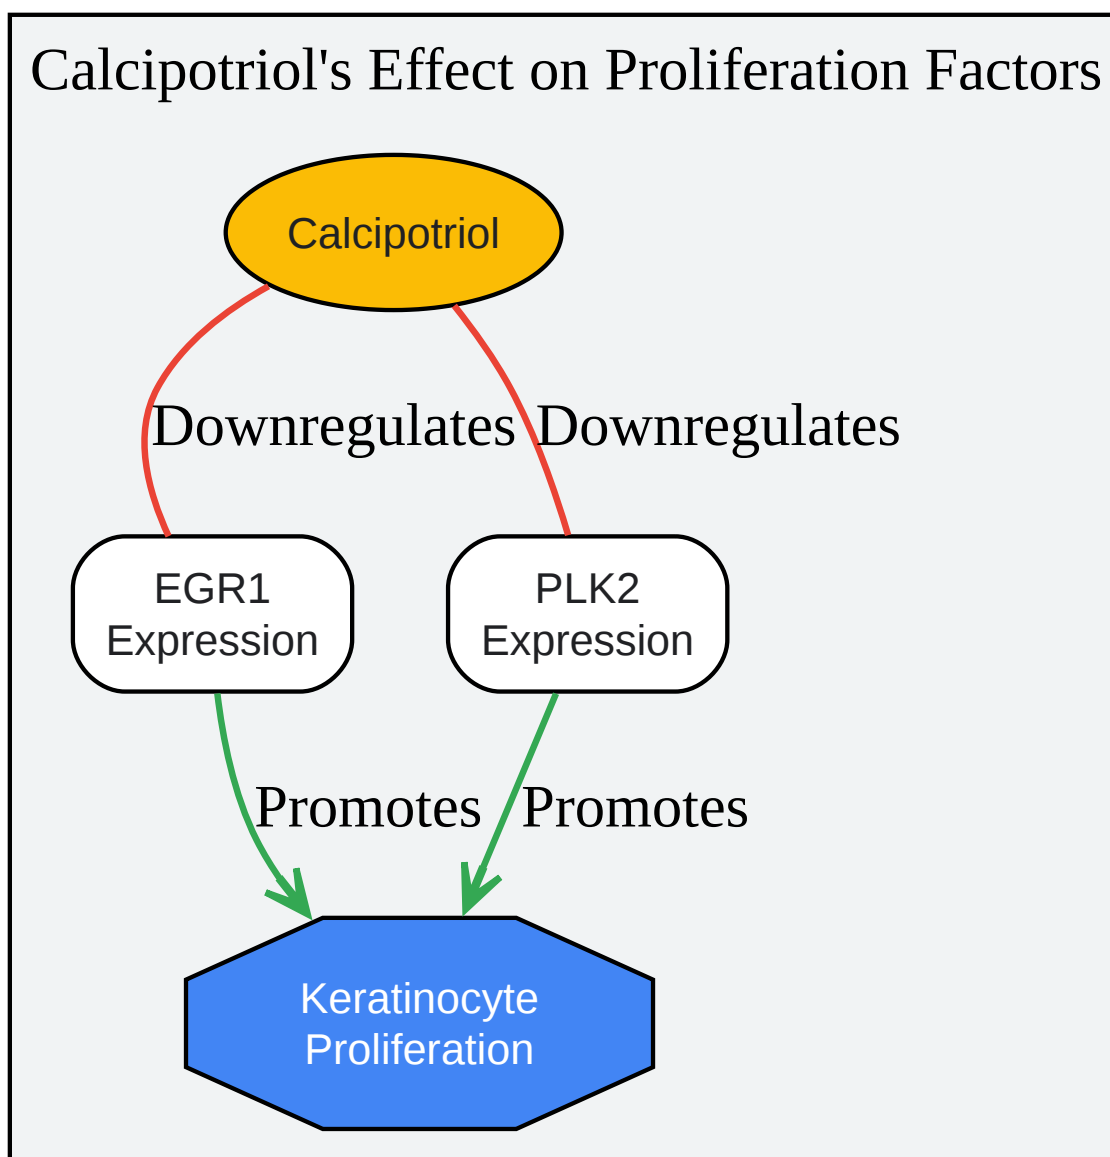 Calcipotriol's Effect on Proliferation Factors
Calcipotriol
Downregulates
Downregulates
EGR1
Expression
PLK2
Expression
Promotes
Promotes
Keratinocyte
Proliferation